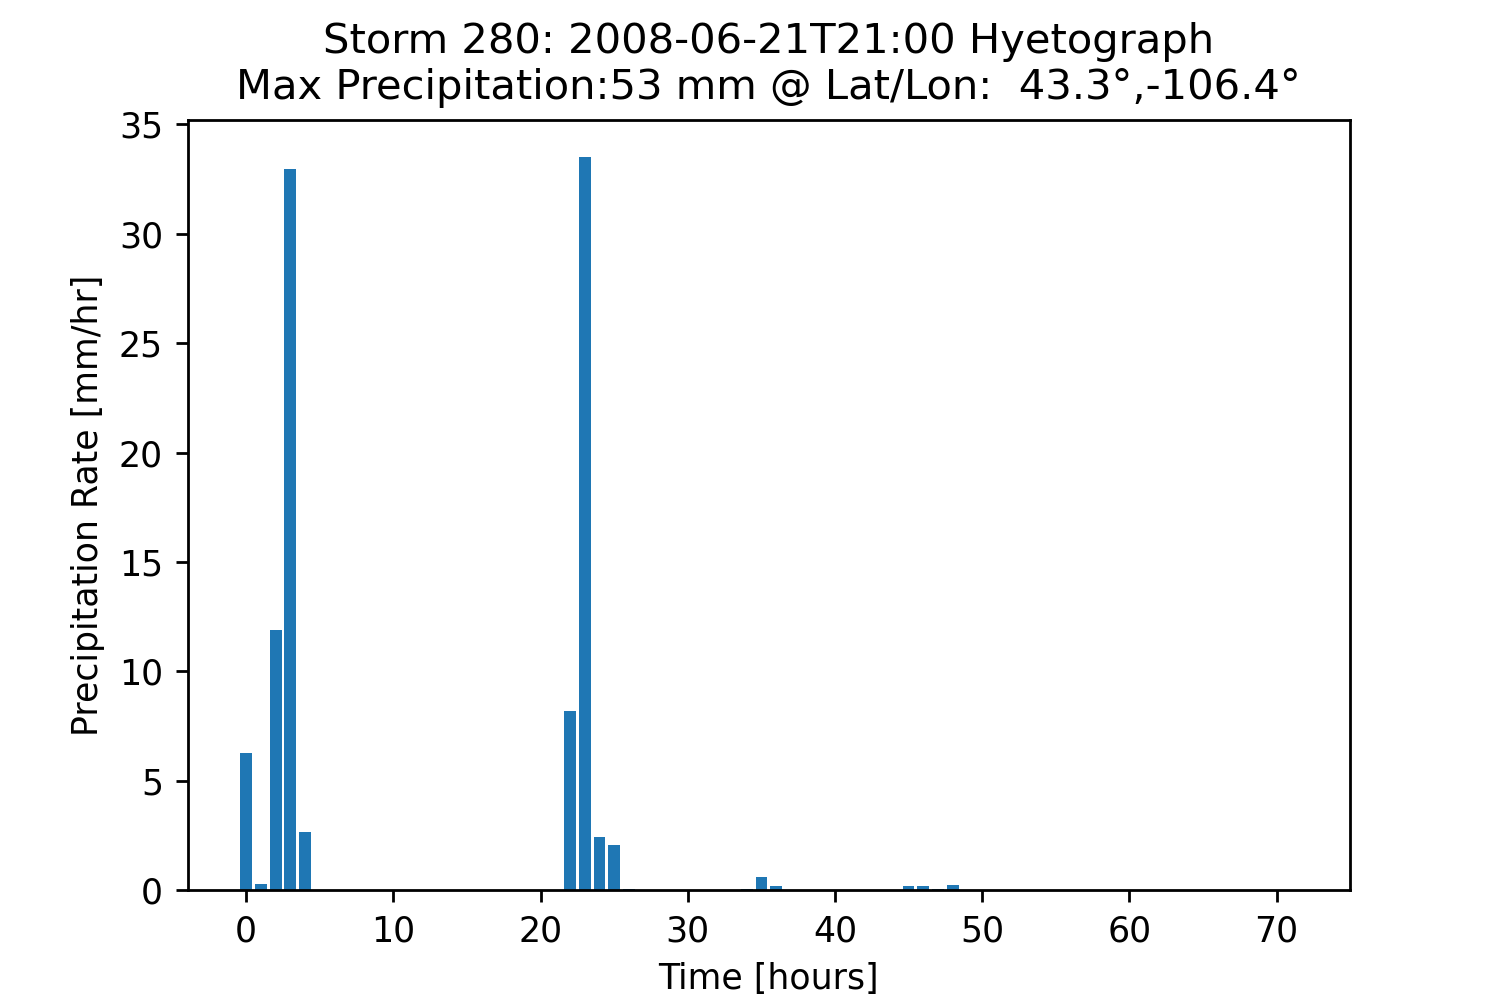 Storm 280: 2008-06-21T21:00 Hyetograph
Max Precipitation:53 mm @ Lat/Lon:  43.3°,-106.4°
35
30
25
20
15
10
5
0
Precipitation Rate [mm/hr]
0 10 20 30 40 50 60 70
Time [hours]